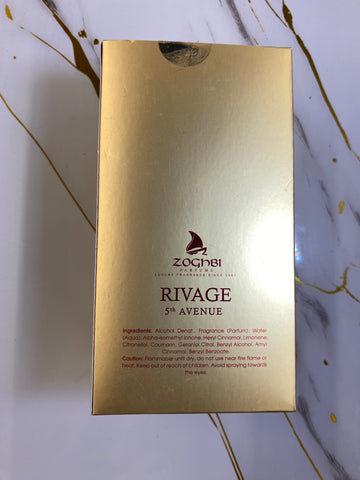 ZOGHBI
PARFUMS
LUXURY FRAGRANCE SINCE 1981
RIVAGE
5th AVENUE
Ingredients: Alcohol Denat., Fragrance (Parfum), Water
(Aqua), Alpha-Isomethyl Ionone, Hexyl Cinnamal, Limonene,
Citronellol, Coumarin, Geraniol, Citral, Benzyl Alcohol, Amyl
Cinnamal, Benzyl Benzoate.
Caution: Flammable until dry, do not use near fire flame or
heat. Keep out of reach of children. Avoid spraying towards
the eyes.